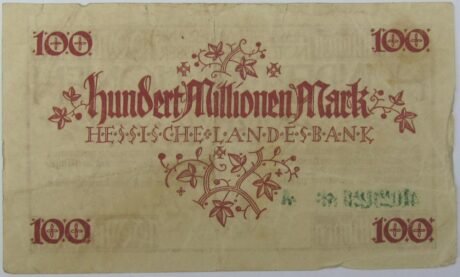 100 100
Hundert Millionen Mark
HESSISCHE·LANDESBANK
100 100